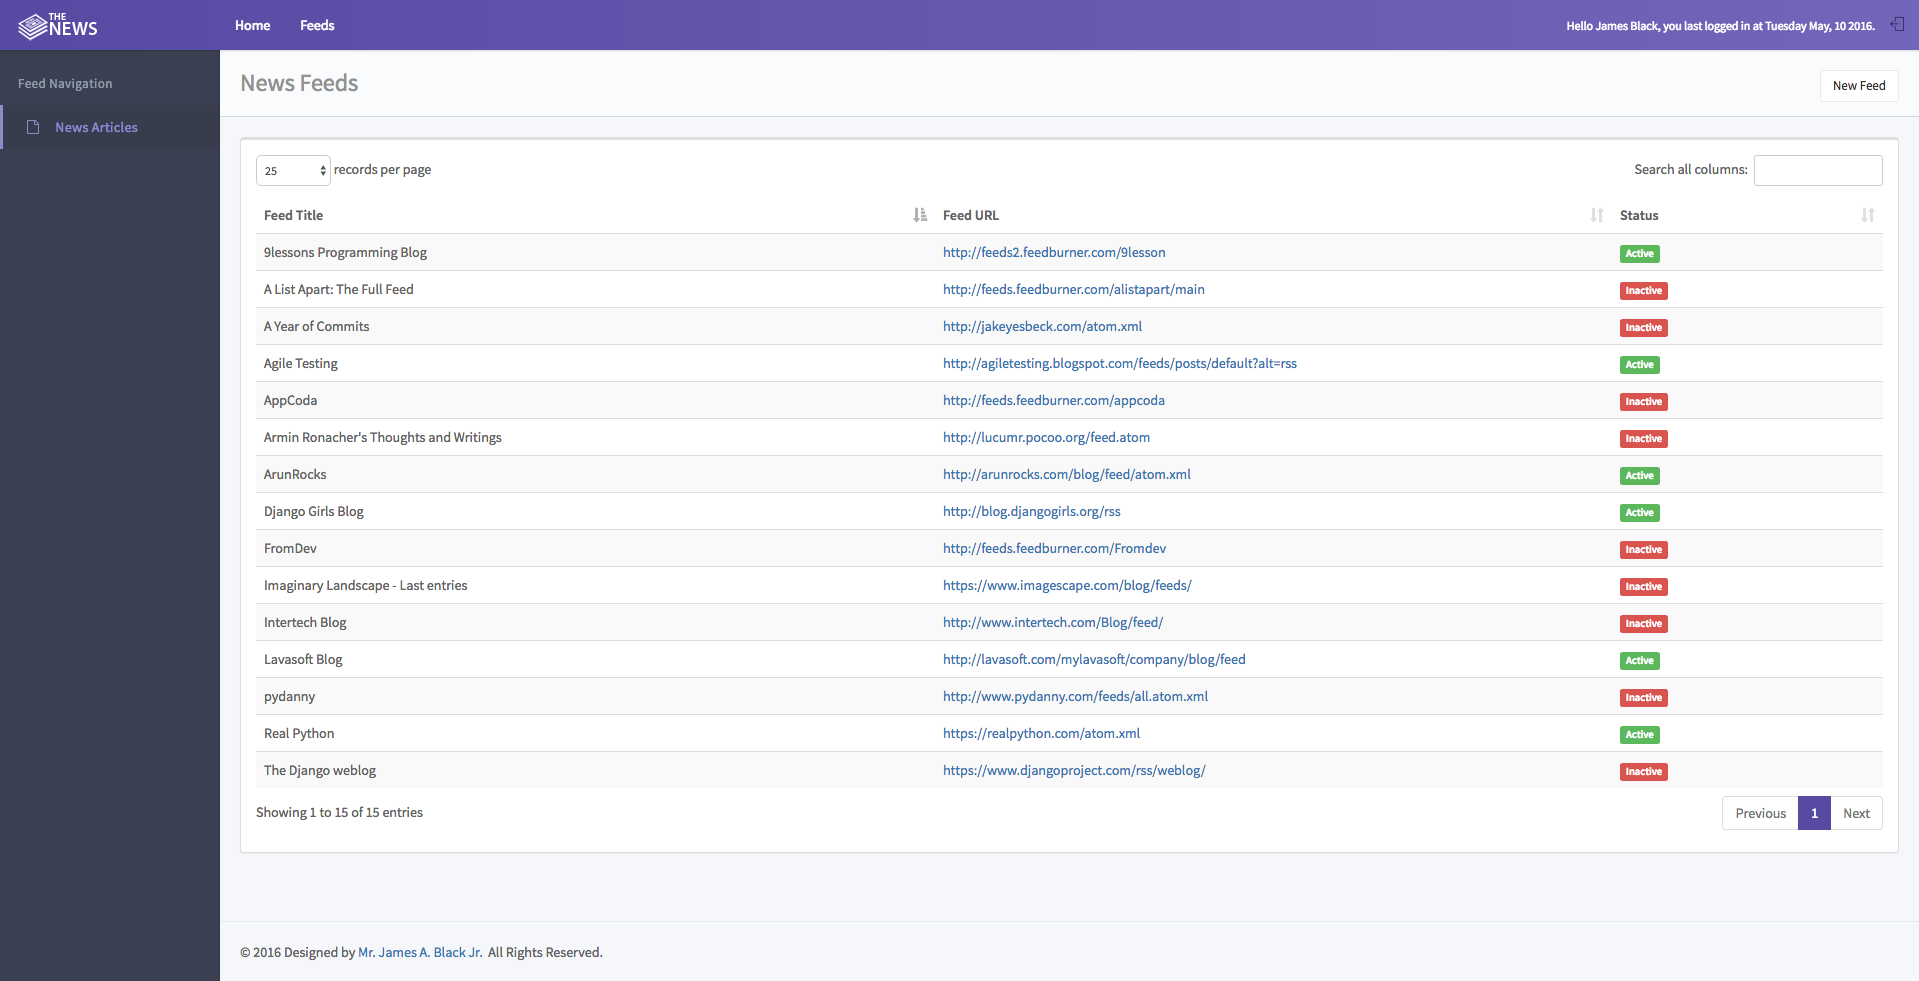 THE
NEWS
Home Feeds Hello James Black, you last logged in at Tuesday May, 10 2016.
Feed Navigation
News Articles
News Feeds New Feed
25 records per page Search all columns:
Feed Title Feed URL Status
9lessons Programming Blog http://feeds2.feedburner.com/9lesson Active
A List Apart: The Full Feed http://feeds.feedburner.com/alistapart/main Inactive
A Year of Commits http://jakeyesbeck.com/atom.xml Inactive
Agile Testing http://agiletesting.blogspot.com/feeds/posts/default?alt=rss Active
AppCoda http://feeds.feedburner.com/appcoda Inactive
Armin Ronacher's Thoughts and Writings http://lucumr.pocoo.org/feed.atom Inactive
ArunRocks http://arunrocks.com/blog/feed/atom.xml Active
Django Girls Blog http://blog.djangogirls.org/rss Active
FromDev http://feeds.feedburner.com/Fromdev Inactive
Imaginary Landscape - Last entries https://www.imagescape.com/blog/feeds/ Inactive
Intertech Blog http://www.intertech.com/Blog/feed/ Inactive
Lavasoft Blog http://lavasoft.com/mylavasoft/company/blog/feed Active
pydanny http://www.pydanny.com/feeds/all.atom.xml Inactive
Real Python https://realpython.com/atom.xml Active
The Django weblog https://www.djangoproject.com/rss/weblog/ Inactive
Showing 1 to 15 of 15 entries Previous 1 Next
© 2016 Designed by Mr. James A. Black Jr. All Rights Reserved.